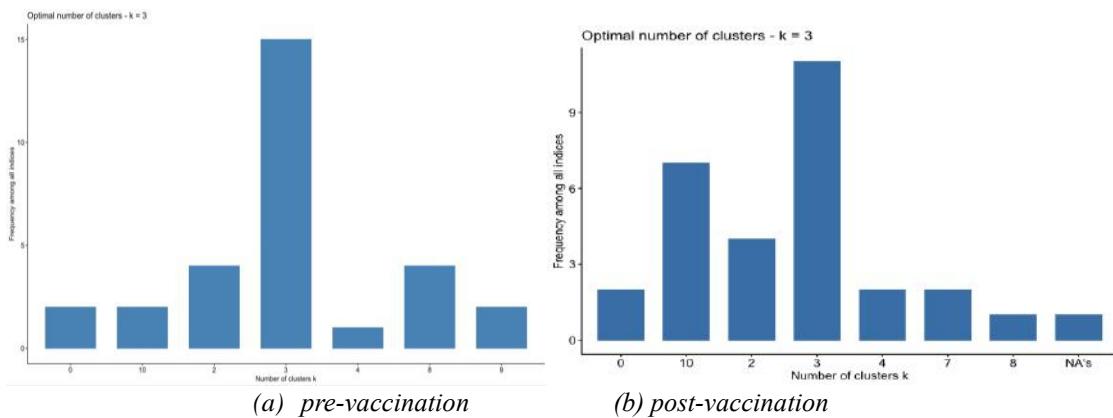 Optimal number of clusters - k = 3
15
10
5
0
Frequency among all indices
0 10 2 3 4 8 9
Number of clusters k
(a) pre-vaccination
Optimal number of clusters - k = 3
9
6
3
0
Frequency among all indices
0 10 2 3 4 7 8 NA's
Number of clusters k
(b) post-vaccination